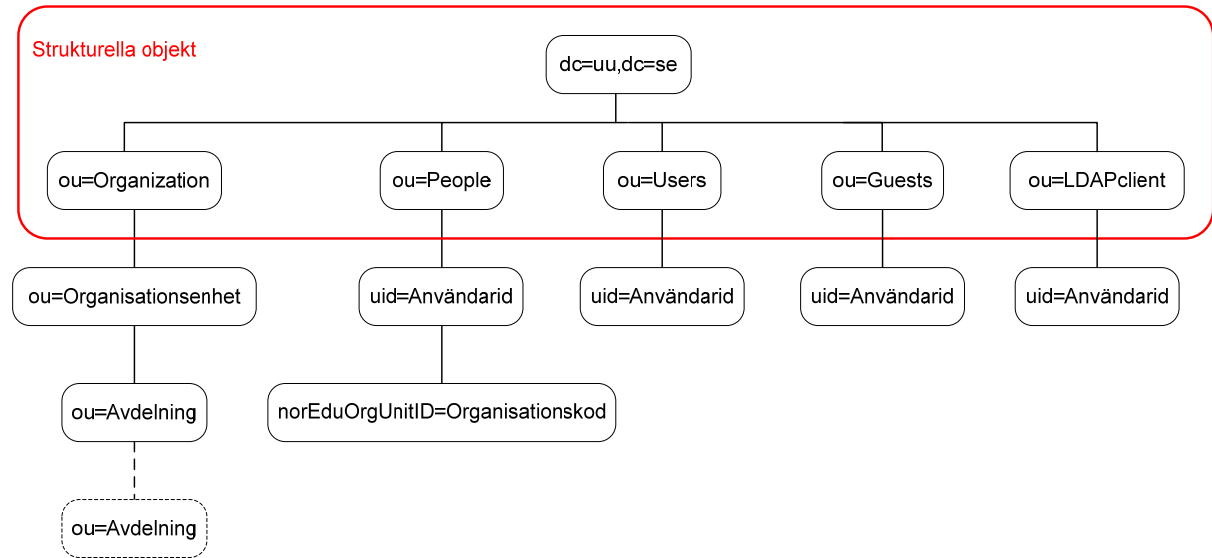 Strukturella objekt
dc=uu,dc=se
ou=Organization
ou=People
ou=Users
ou=Guests
ou=LDAPclient
ou=Organisationsenhet
uid=Användarid
uid=Användarid
uid=Användarid
uid=Användarid
ou=Avdelning
norEduOrgUnitID=Organisationskod
ou=Avdelning